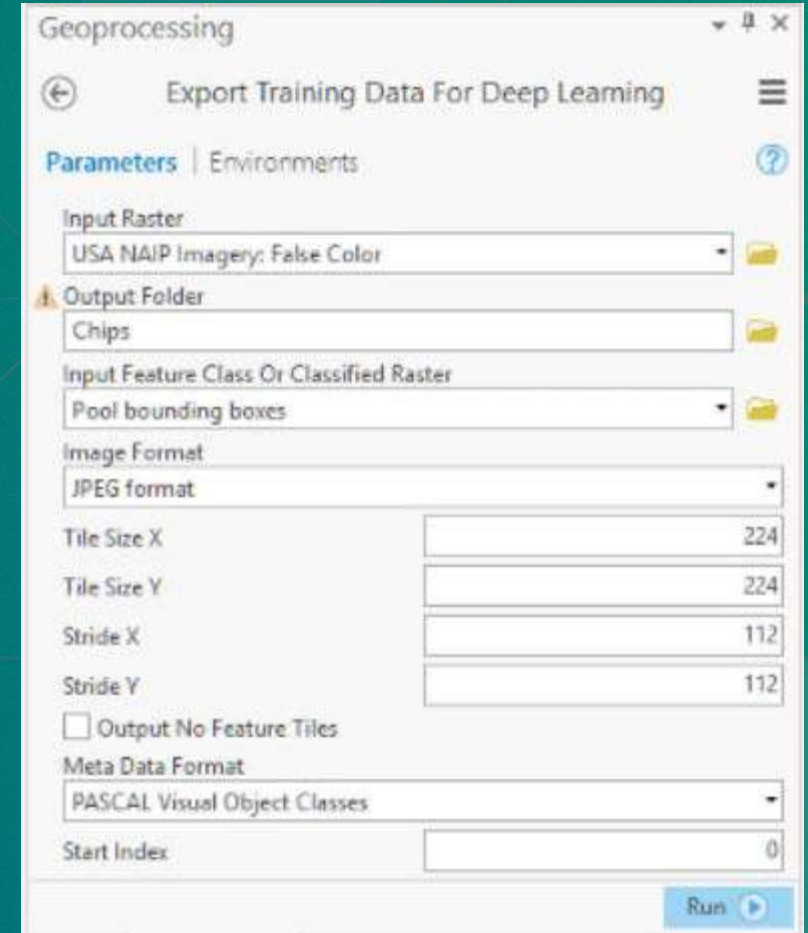 Geoprocessing
Export Training Data For Deep Learning
Parameters | Environments
Input Raster
USA NAIP Imagery: False Color
Output Folder
Chips
Input Feature Class Or Classified Raster
Pool bounding boxes
Image Format
JPEG format
Tile Size X 224
Tile Size Y 224
Stride X 112
Stride Y 112
Output No Feature Tiles
Meta Data Format
PASCAL Visual Object Classes
Start Index 0
Run